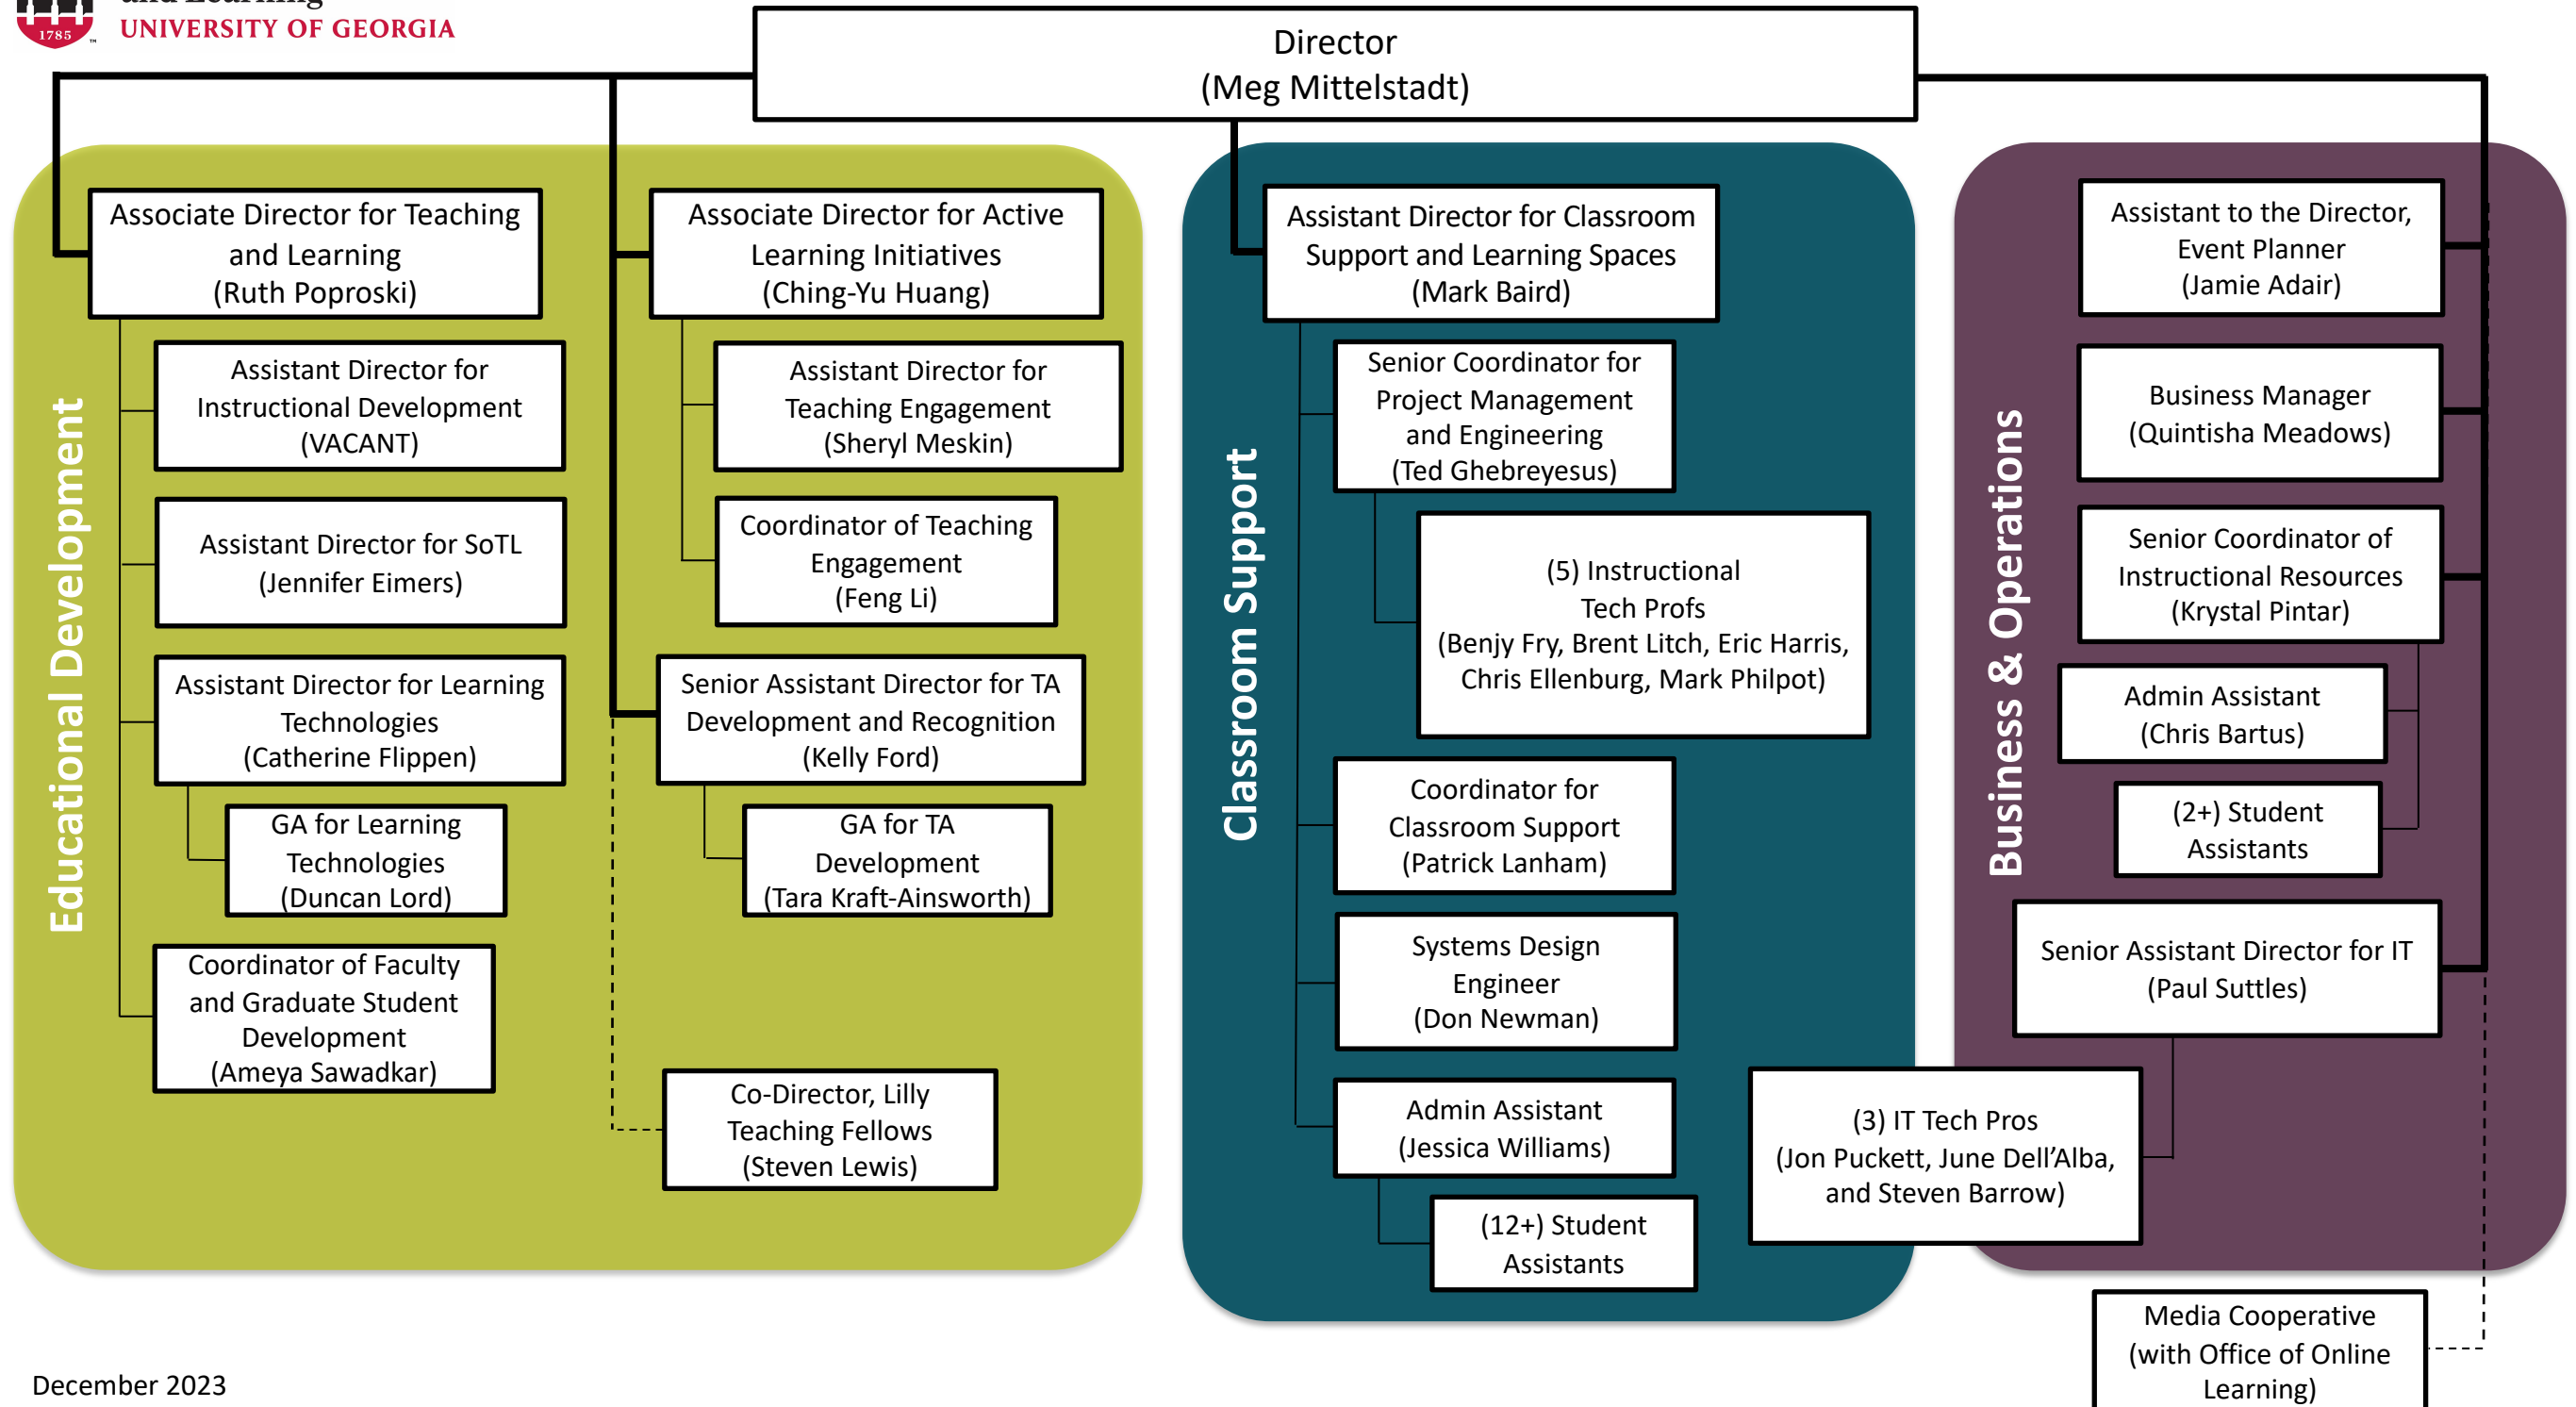 and Learning
1785
UNIVERSITY OF GEORGIA
Director
(Meg Mittelstadt)
Educational Development
Associate Director for Teaching
and Learning
(Ruth Poproski)
Assistant Director for
Instructional Development
(VACANT)
Assistant Director for SoTL
(Jennifer Eimers)
Assistant Director for Learning
Technologies
(Catherine Flippen)
GA for Learning
Technologies
(Duncan Lord)
Coordinator of Faculty
and Graduate Student
Development
(Ameya Sawadkar)
Associate Director for Active
Learning Initiatives
(Ching-Yu Huang)
Assistant Director for
Teaching Engagement
(Sheryl Meskin)
Coordinator of Teaching
Engagement
(Feng Li)
Senior Assistant Director for TA
Development and Recognition
(Kelly Ford)
GA for TA
Development
(Tara Kraft-Ainsworth)
Co-Director, Lilly
Teaching Fellows
(Steven Lewis)
Classroom Support
Assistant Director for Classroom
Support and Learning Spaces
(Mark Baird)
Senior Coordinator for
Project Management
and Engineering
(Ted Ghebreyesus)
(5) Instructional
Tech Profs
(Benjy Fry, Brent Litch, Eric Harris,
Chris Ellenburg, Mark Philpot)
Coordinator for
Classroom Support
(Patrick Lanham)
Systems Design
Engineer
(Don Newman)
Admin Assistant
(Jessica Williams)
(12+) Student
Assistants
Business & Operations
Assistant to the Director,
Event Planner
(Jamie Adair)
Business Manager
(Quintisha Meadows)
Senior Coordinator of
Instructional Resources
(Krystal Pintar)
Admin Assistant
(Chris Bartus)
(2+) Student
Assistants
Senior Assistant Director for IT
(Paul Suttles)
(3) IT Tech Pros
(Jon Puckett, June Dell’Alba,
and Steven Barrow)
Media Cooperative
(with Office of Online
Learning)
December 2023